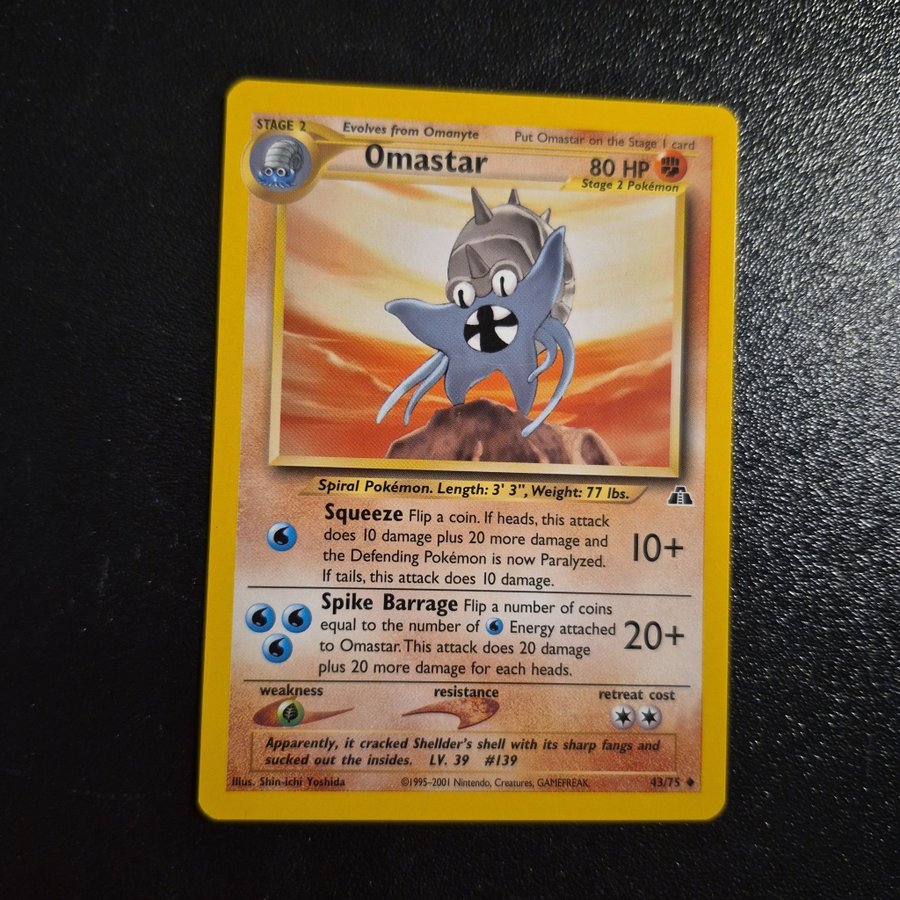 STAGE 2
Evolves from Omanyte
Put Omastar on the Stage 1 card
Omastar
80 HP
Stage 2 Pokémon
Spiral Pokémon. Length: 3' 3", Weight: 77 lbs.
Squeeze Flip a coin. If heads, this attack
does 10 damage plus 20 more damage and
the Defending Pokémon is now Paralyzed.
If tails, this attack does 10 damage.
10+
Spike Barrage Flip a number of coins
equal to the number of Energy attached
to Omastar. This attack does 20 damage
plus 20 more damage for each heads.
20+
weakness
resistance
retreat cost
Apparently, it cracked Shellder's shell with its sharp fangs and
sucked out the insides. LV. 39 #139
Illus. Shin-ichi Yoshida
©1995-2001 Nintendo, Creatures, GAMEFREAK.
43/75